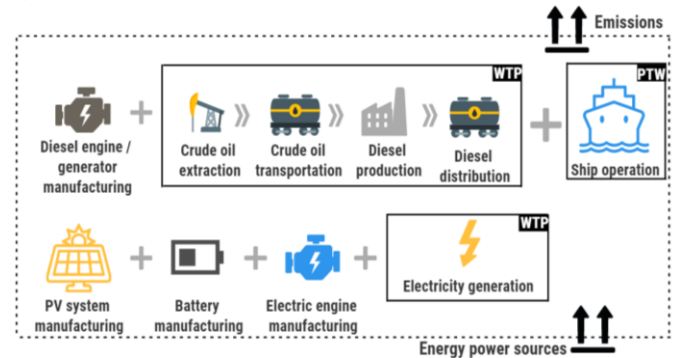 Emissions
WTP
PTW
Diesel engine /
generator
manufacturing
Crude oil
extraction
Crude oil
transportation
Diesel
production
Diesel
distribution
Ship operation
WTP
PV system
manufacturing
Battery
manufacturing
Electric engine
manufacturing
Electricity generation
Energy power sources